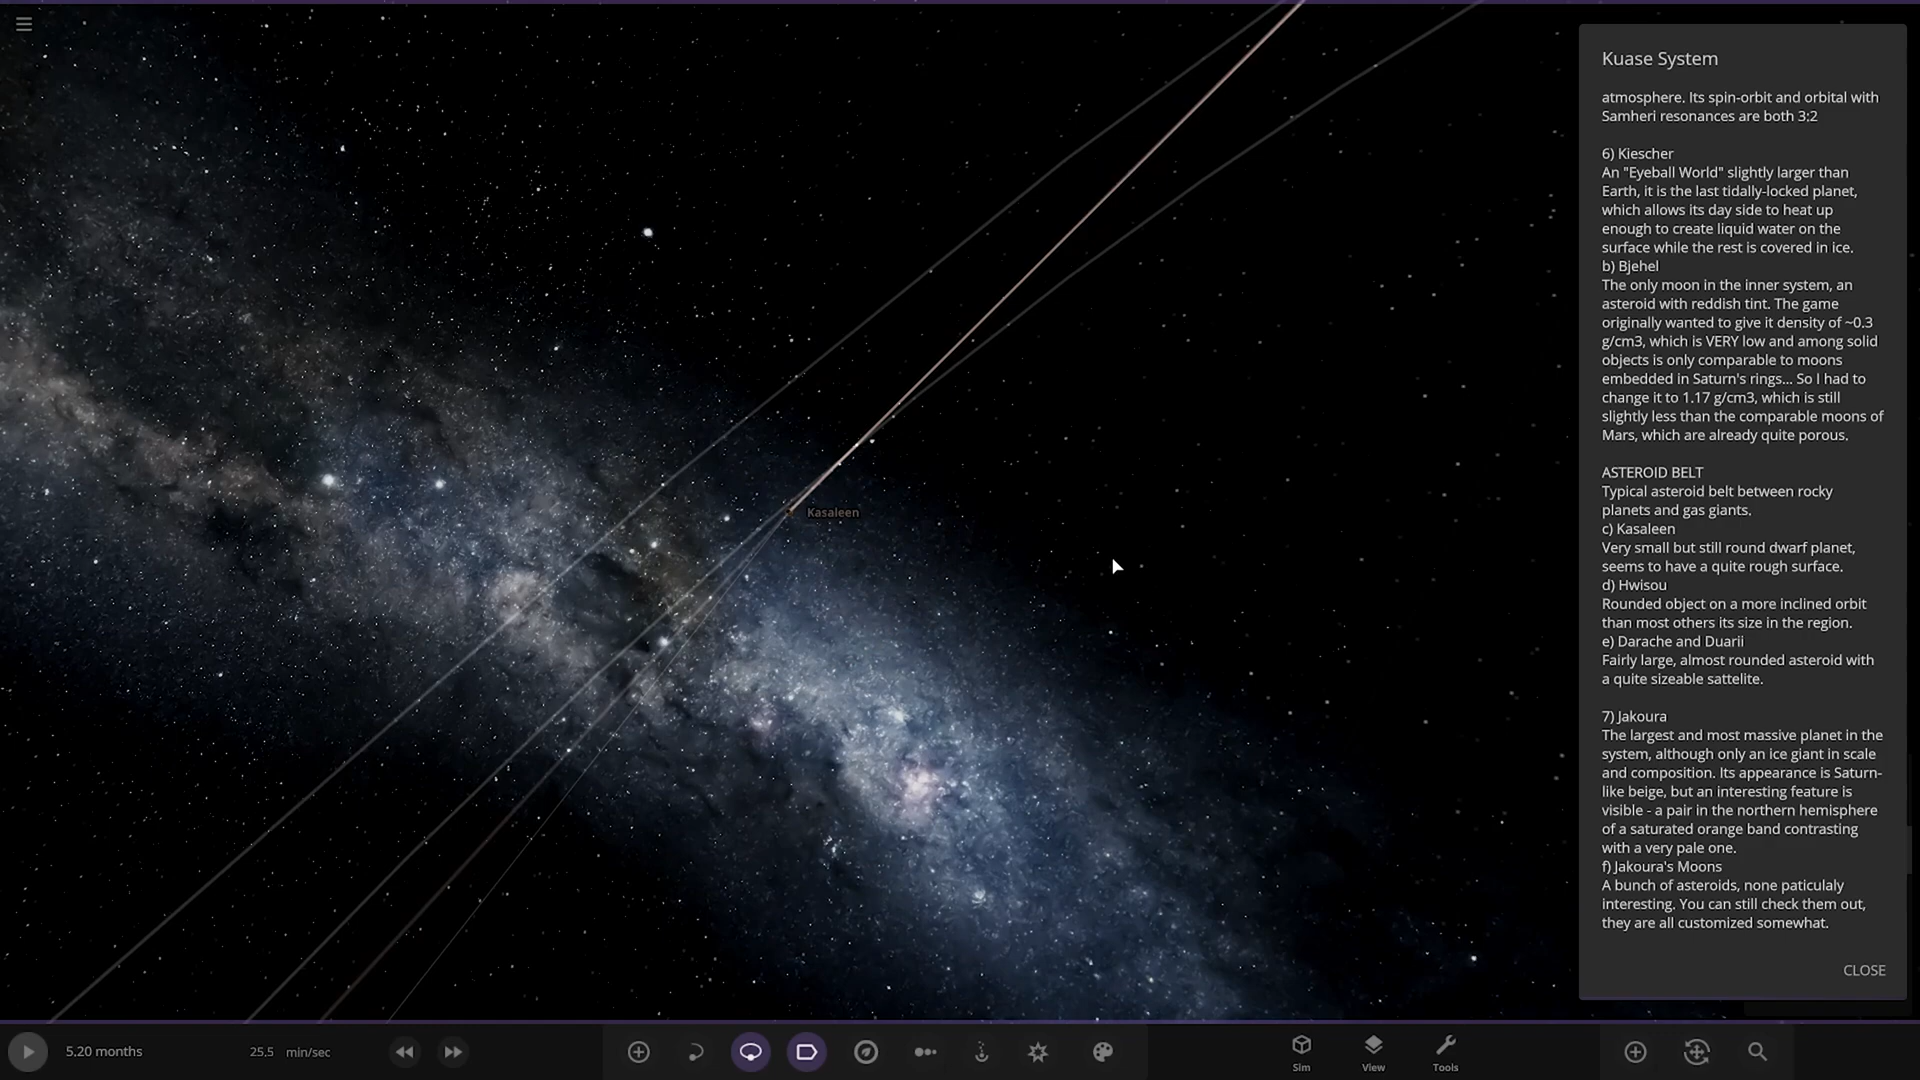 Kuase System
atmosphere. Its spin-orbit and orbital with
Samheri resonances are both 3:2
6) Kiescher
An "Eyeball World" slightly larger than
Earth, it is the last tidally-locked planet,
which allows its day side to heat up
enough to create liquid water on the
surface while the rest is covered in ice.
b) Bjehel
The only moon in the inner system, an
asteroid with reddish tint. The game
originally wanted to give it density of ~0.3
g/cm3, which is VERY low and among solid
objects is only comparable to moons
embedded in Saturn's rings... So I had to
change it to 1.17 g/cm3, which is still
slightly less than the comparable moons of
Mars, which are already quite porous.
ASTEROID BELT
Typical asteroid belt between rocky
planets and gas giants.
c) Kasaleen
Very small but still round dwarf planet,
seems to have a quite rough surface.
d) Hwisou
Rounded object on a more inclined orbit
than most others its size in the region.
e) Darache and Duarii
Fairly large, almost rounded asteroid with
a quite sizeable sattelite.
7) Jakoura
The largest and most massive planet in the
system, although only an ice giant in scale
and composition. Its appearance is Saturn-
like beige, but an interesting feature is
visible - a pair in the northern hemisphere
of a saturated orange band contrasting
with a very pale one.
f) Jakoura's Moons
A bunch of asteroids, none paticulaly
interesting. You can still check them out,
they are all customized somewhat.
CLOSE
Kasaleen
5.20 months
25,5 min/sec
Sim
View
Tools